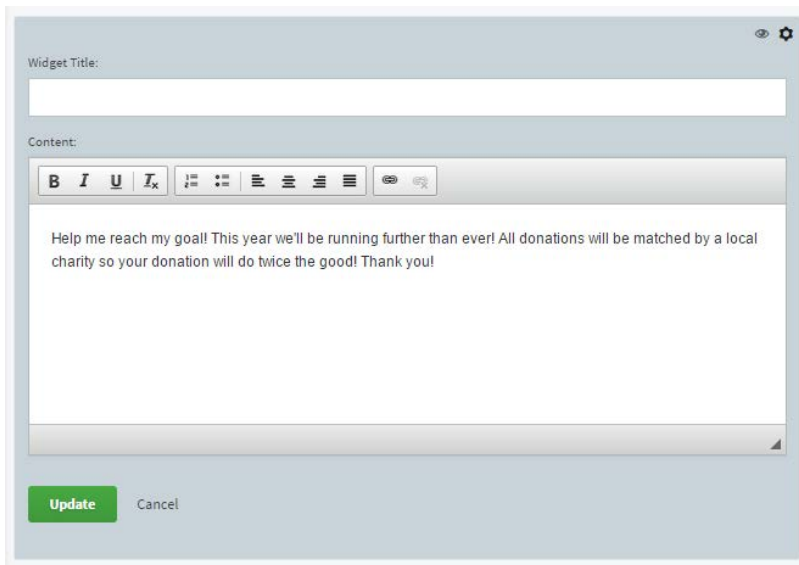 Widget Title:
Content:
B I U Ix
Help me reach my goal! This year we'll be running further than ever! All donations will be matched by a local
charity so your donation will do twice the good! Thank you!
Update Cancel